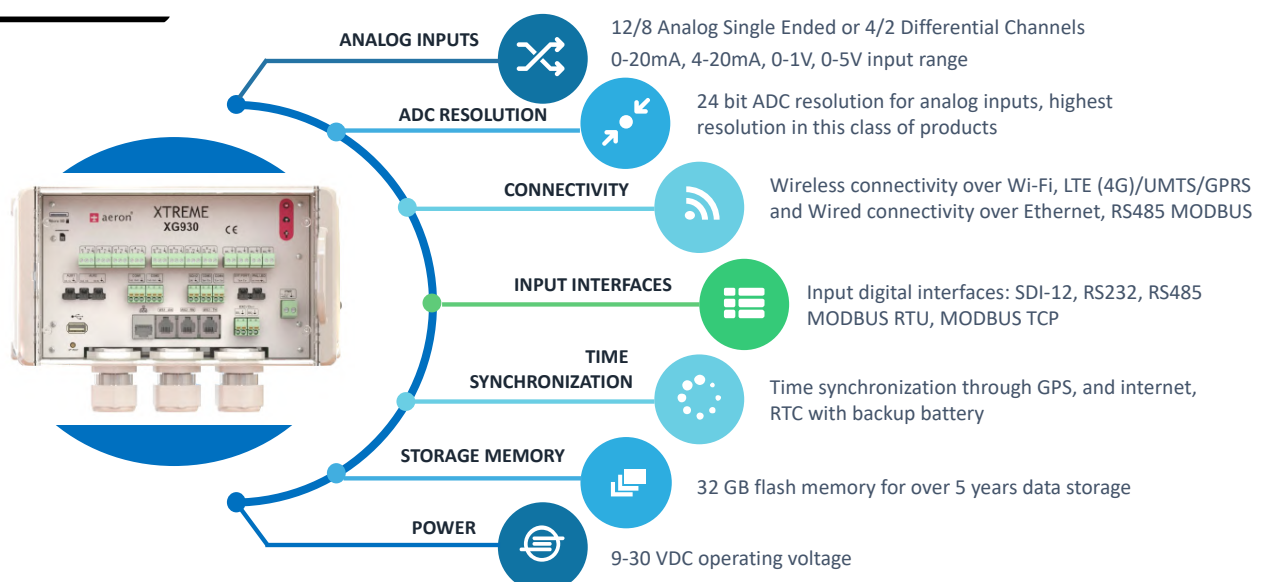 ANALOG INPUTS
12/8 Analog Single Ended or 4/2 Differential Channels
0-20mA, 4-20mA, 0-1V, 0-5V input range
ADC RESOLUTION
24 bit ADC resolution for analog inputs, highest
resolution in this class of products
CONNECTIVITY
Wireless connectivity over Wi-Fi, LTE (4G)/UMTS/GPRS
and Wired connectivity over Ethernet, RS485 MODBUS
aeron
XTREME
XG930
CE
INPUT INTERFACES
Input digital interfaces: SDI-12, RS232, RS485
MODBUS RTU, MODBUS TCP
TIME
SYNCHRONIZATION
Time synchronization through GPS, and internet,
RTC with backup battery
STORAGE MEMORY
32 GB flash memory for over 5 years data storage
POWER
9-30 VDC operating voltage